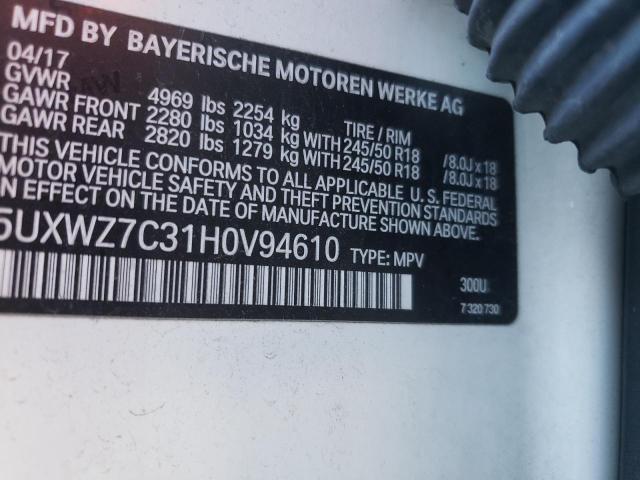 MFD BY BAYERISCHE MOTOREN WERKE AG
04/17
GVWR 4969 lbs 2254 kg TIRE / RIM
GAWR FRONT 2280 lbs 1034 kg WITH 245/50 R18 /8.0J x 18
GAWR REAR 2820 lbs 1279 kg WITH 245/50 R18 /8.0J x 18
THIS VEHICLE CONFORMS TO ALL APPLICABLE U. S. FEDERAL
MOTOR VEHICLE SAFETY AND THEFT PREVENTION STANDARDS
IN EFFECT ON THE DATE OF MANUFACTURE SHOWN ABOVE.
5UXWZ7C31H0V94610 TYPE: MPV
300U
7 320 730